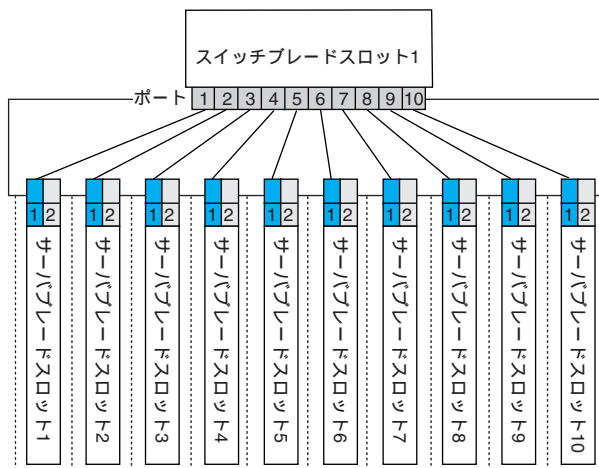 スイッチブレードスロット1
ポート 1 2 3 4 5 6 7 8 9 10
1 2 1 2 1 2 1 2 1 2 1 2 1 2 1 2 1 2 1 2
サーバブレードスロット1
サーバブレードスロット2
サーバブレードスロット3
サーバブレードスロット4
サーバブレードスロット5
サーバブレードスロット6
サーバブレードスロット7
サーバブレードスロット8
サーバブレードスロット9
サーバブレードスロット10